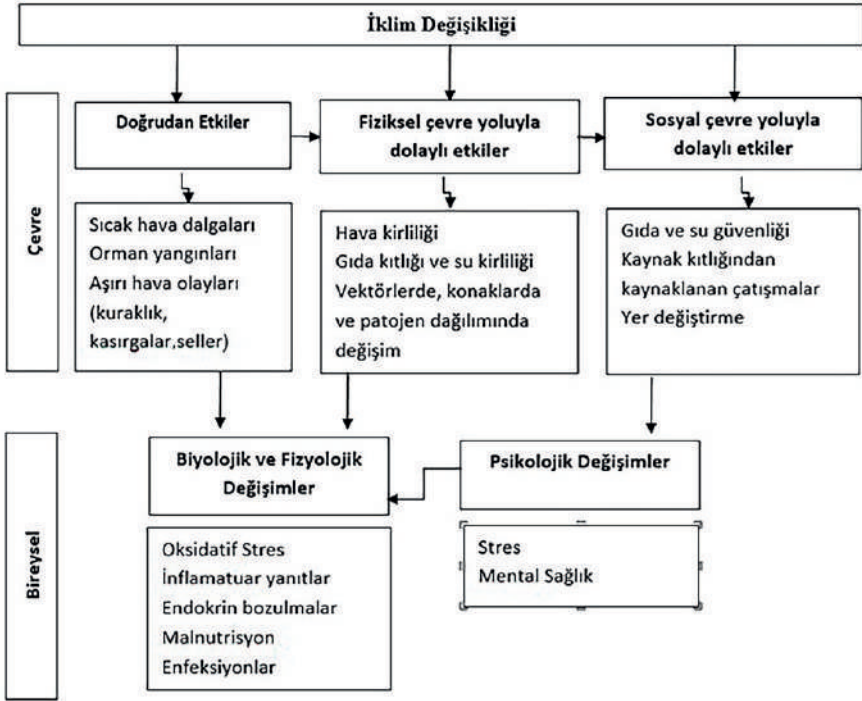 İklim Değişikliği
Çevre
Doğrudan Etkiler
Fiziksel çevre yoluyla
dolaylı etkiler
Sosyal çevre yoluyla
dolaylı etkiler
Sıcak hava dalgaları
Orman yangınları
Aşırı hava olayları
(kuraklık,
kasırgalar,seller)
Hava kirliliği
Gıda kıtlığı ve su kirliliği
Vektörlerde, konaklarda
ve patojen dağılımında
değişim
Gıda ve su güvenliği
Kaynak kıtlığından
kaynaklanan çatışmalar
Yer değiştirme
Bireysel
Biyolojik ve Fizyolojik
Değişimler
Psikolojik Değişimler
Oksidatif Stres
İnflamatuar yanıtlar
Endokrin bozulmalar
Malnutrisyon
Enfeksiyonlar
Stres
Mental Sağlık